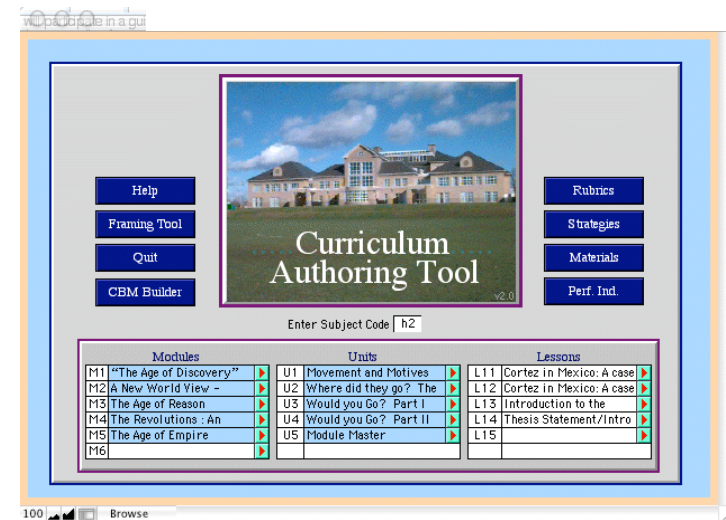 will participate in a gui
Help
Framing Tool
Quit
CBM Builder
Curriculum
Authoring Tool
v2.0
Rubrics
Strategies
Materials
Perf. Ind.
Enter Subject Code h2
Modules
M1 “The Age of Discovery”
M2 A New World View -
M3 The Age of Reason
M4 The Revolutions : An
M5 The Age of Empire
M6
Units
U1 Movement and Motives
U2 Where did they go? The
U3 Would you Go? Part I
U4 Would you Go? Part II
U5 Module Master
Lessons
L11 Cortez in Mexico: A case
L12 Cortez in Mexico: A case
L13 Introduction to the
L14 Thesis Statement/Intro
L15
100 Browse